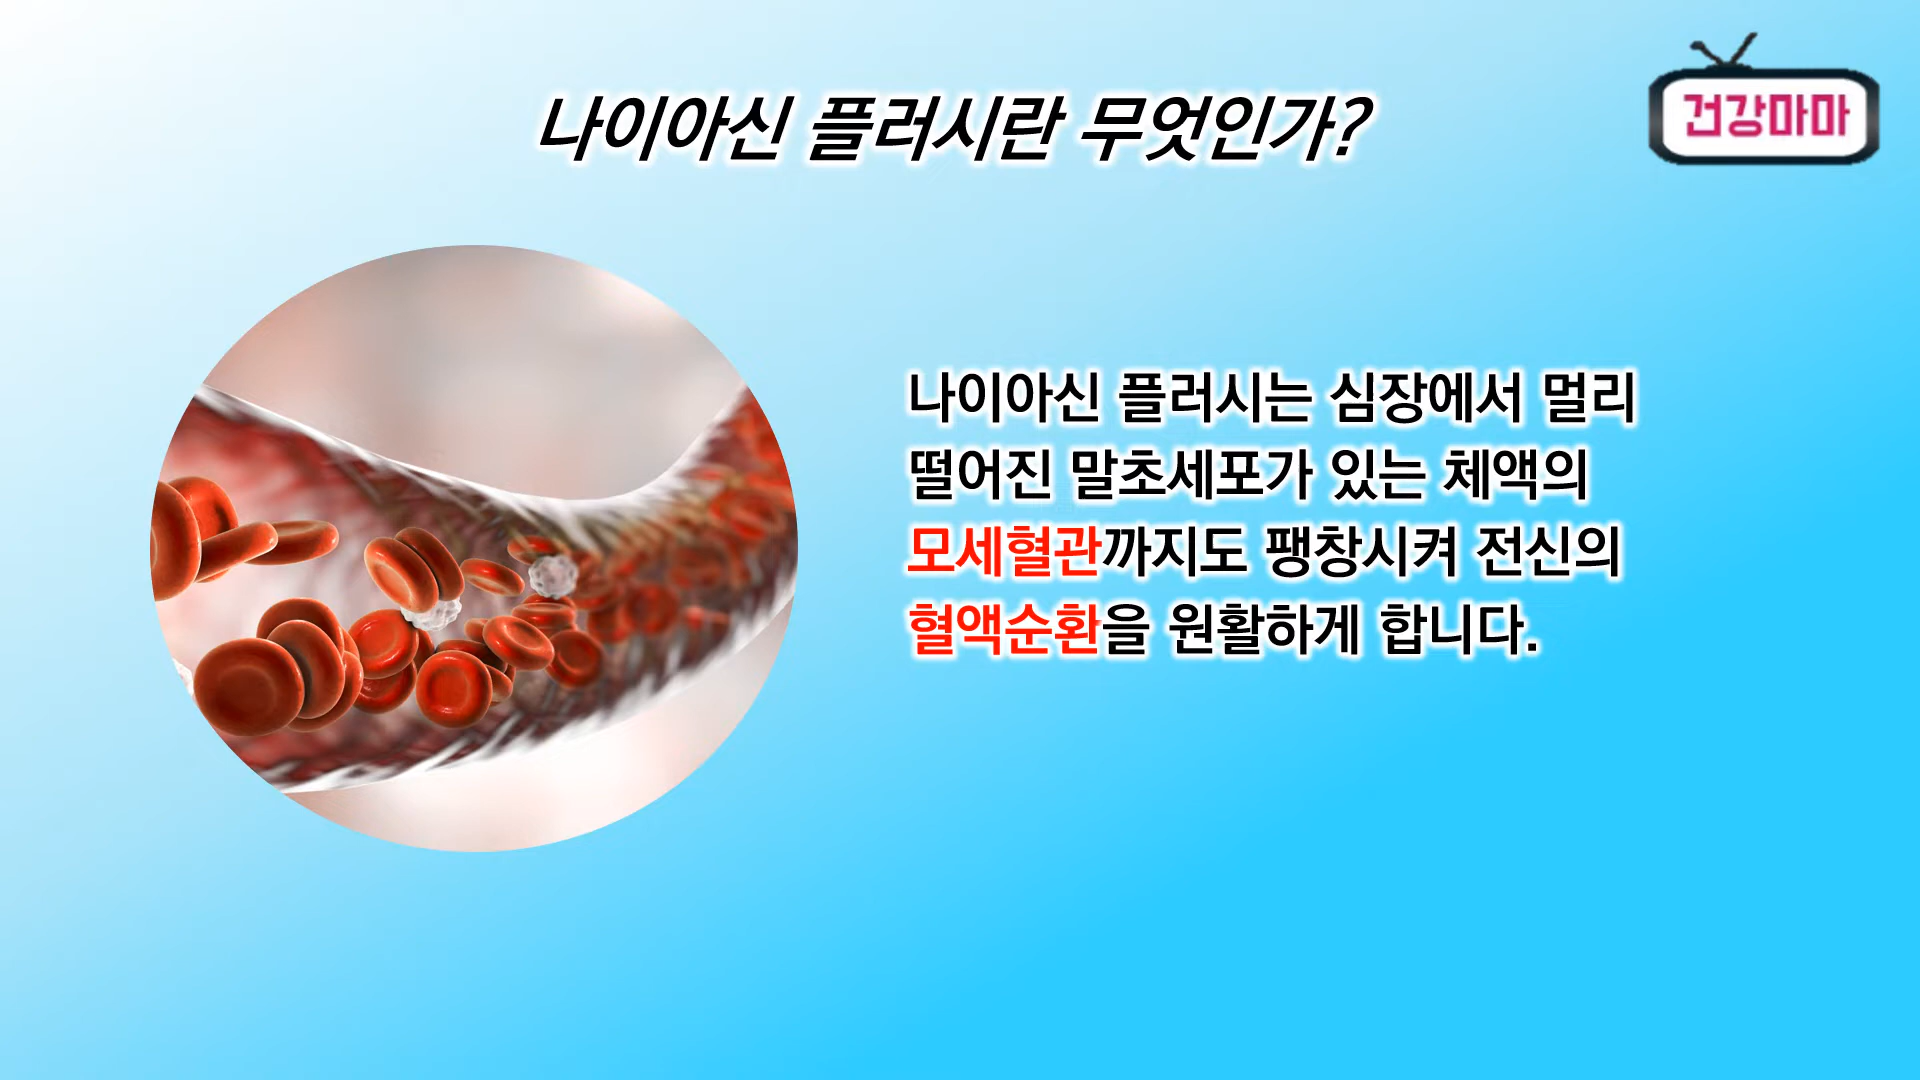 나이아신 플러시란 무엇인가?
건강마마
나이아신 플러시는 심장에서 멀리
떨어진 말초세포가 있는 체액의
모세혈관까지도 팽창시켜 전신의
혈액순환을 원활하게 합니다.